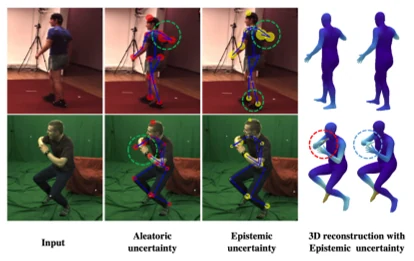 Input
Aleatoric
uncertainty
Epistemic
uncertainty
3D reconstruction with
Epistemic uncertainty